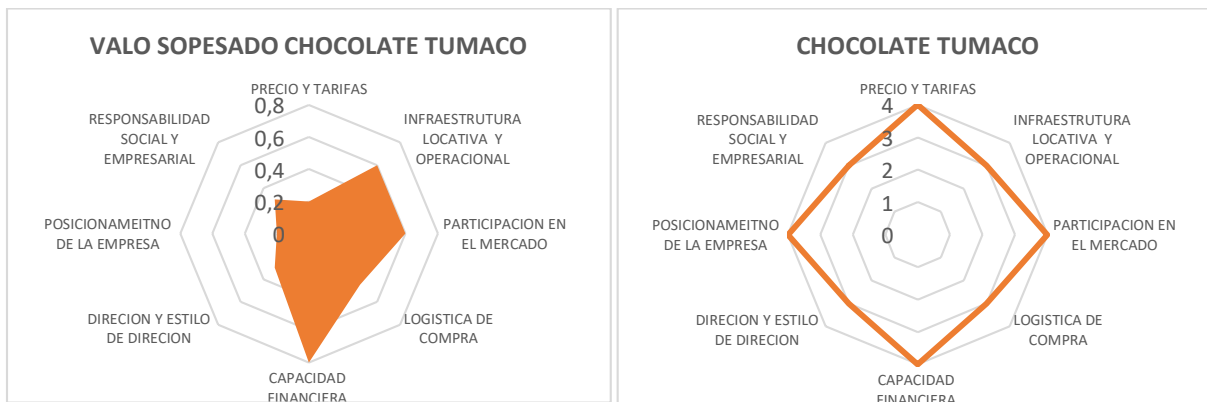 VALO SOPESADO CHOCOLATE TUMACO
PRECIO Y TARIFAS
0,8
0,6
0,4
0,2
0
INFRAESTRUTURA
LOCATIVA Y
OPERACIONAL
PARTICIPACION EN
EL MERCADO
LOGISTICA DE
COMPRA
CAPACIDAD
FINANCIERA
DIRECION Y ESTILO
DE DIRECION
POSICIONAMEITNO
DE LA EMPRESA
RESPONSABILIDAD
SOCIAL Y
EMPRESARIAL
CHOCOLATE TUMACO
PRECIO Y TARIFAS
4
3
2
1
0
INFRAESTRUTURA
LOCATIVA Y
OPERACIONAL
PARTICIPACION EN
EL MERCADO
LOGISTICA DE
COMPRA
CAPACIDAD
FINANCIERA
DIRECION Y ESTILO
DE DIRECION
POSICIONAMEITNO
DE LA EMPRESA
RESPONSABILIDAD
SOCIAL Y
EMPRESARIAL